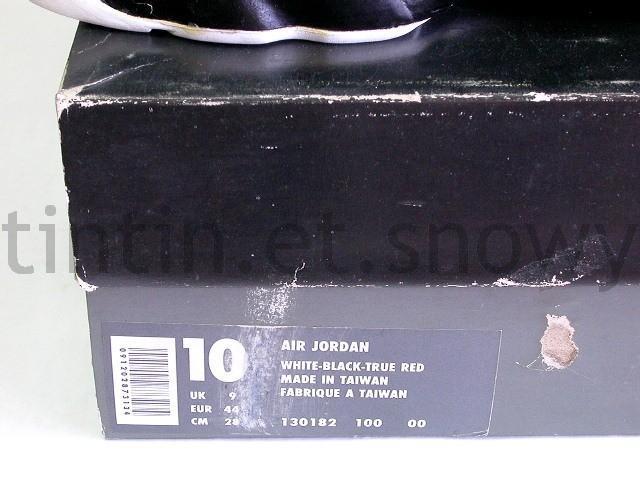 tintin.et.snowy
10
AIR JORDAN
WHITE-BLACK-TRUE RED
MADE IN TAIWAN
FABRIQUE A TAIWAN
UK 9
EUR 44
CM 28
130182 100 00